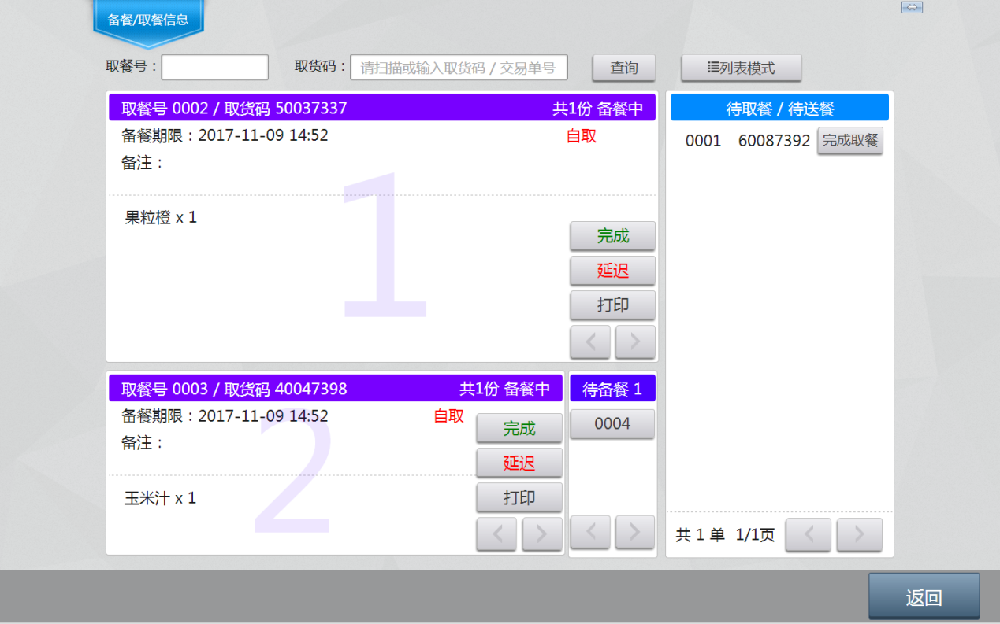 备餐/取餐信息
取餐号： 取货码： 请扫描或输入取货码 / 交易单号 查询 列表模式
取餐号 0002 / 取货码 50037337 共1份 备餐中
备餐期限：2017-11-09 14:52 自取
备注：
1
果粒橙 x 1
完成
延迟
打印
取餐号 0003 / 取货码 40047398 共1份 备餐中
备餐期限：2017-11-09 14:52 自取
备注：
2
玉米汁 x 1
完成
延迟
打印
待备餐 1
0004
待取餐 / 待送餐
0001 60087392 完成取餐
共 1 单 1/1页
返回